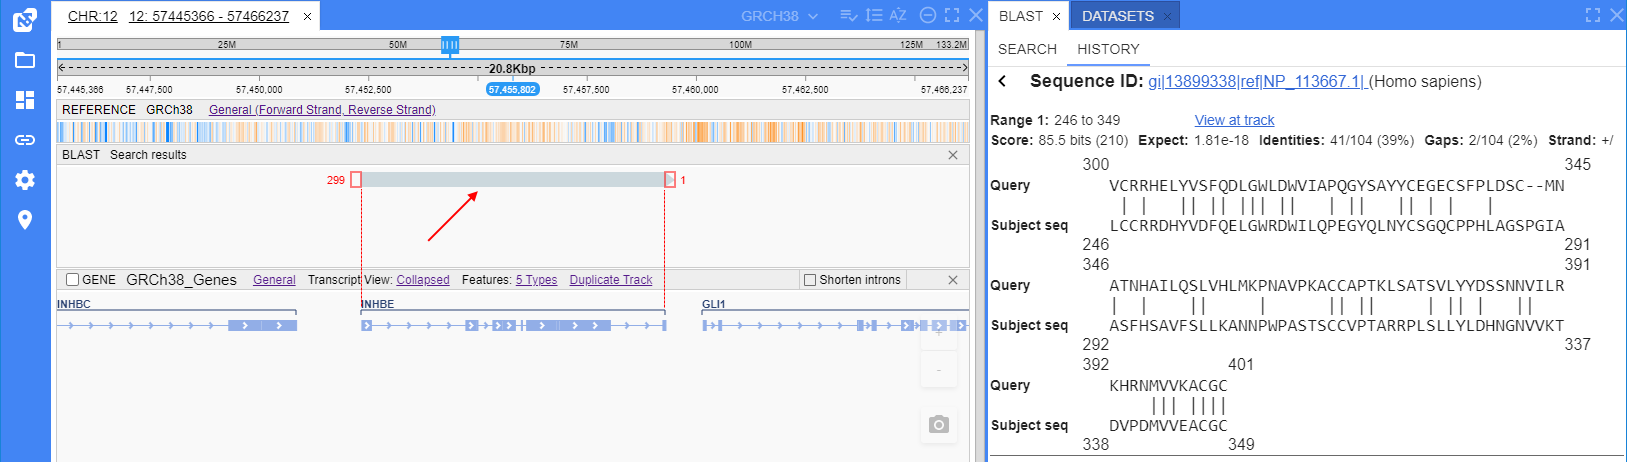 CHR:12 12: 57445366 - 57466237 ×
GRCH38
1 25M 50M 75M 100M 125M 133.2M
20.8Kbp
57,445,366 57,447,500 57,450,000 57,452,500 57,455,802 57,457,500 57,460,000 57,462,500 57,466,237
REFERENCE GRCh38 General (Forward Strand, Reverse Strand)
BLAST Search results
299 1
GENE GRCh38_Genes General Transcript View: Collapsed Features: 5 Types Duplicate Track Shorten introns
INHBC INHBE GLI1
+
-
BLAST × DATASETS ×
SEARCH HISTORY
Sequence ID: gi|13899338|ref|NP_113667.1| (Homo sapiens)
Range 1: 246 to 349 View at track
Score: 85.5 bits (210) Expect: 1.81e-18 Identities: 41/104 (39%) Gaps: 2/104 (2%) Strand: +/
300 345
Query VCRRHELYVSFQDLGWLDWVIAPQGYSAYYCEGECSFPLDSC--MN
Subject seq LCCRRDHYVDFQELGWRDWILQPEGYQLNYCSGQCPPHLAGSPGIA
246 291
346 391
Query ATNHAILQSLVHLMKPNAVPKACCAPTKLSATSVLYYDSSNNVILR
Subject seq ASFHSAVFSLLKANNPWPASTSCCVPTARRPLSLLYLDHNGNVVKT
292 337
392 401
Query KHRNMVVKACGC
Subject seq DVPDMVVEACGC
338 349